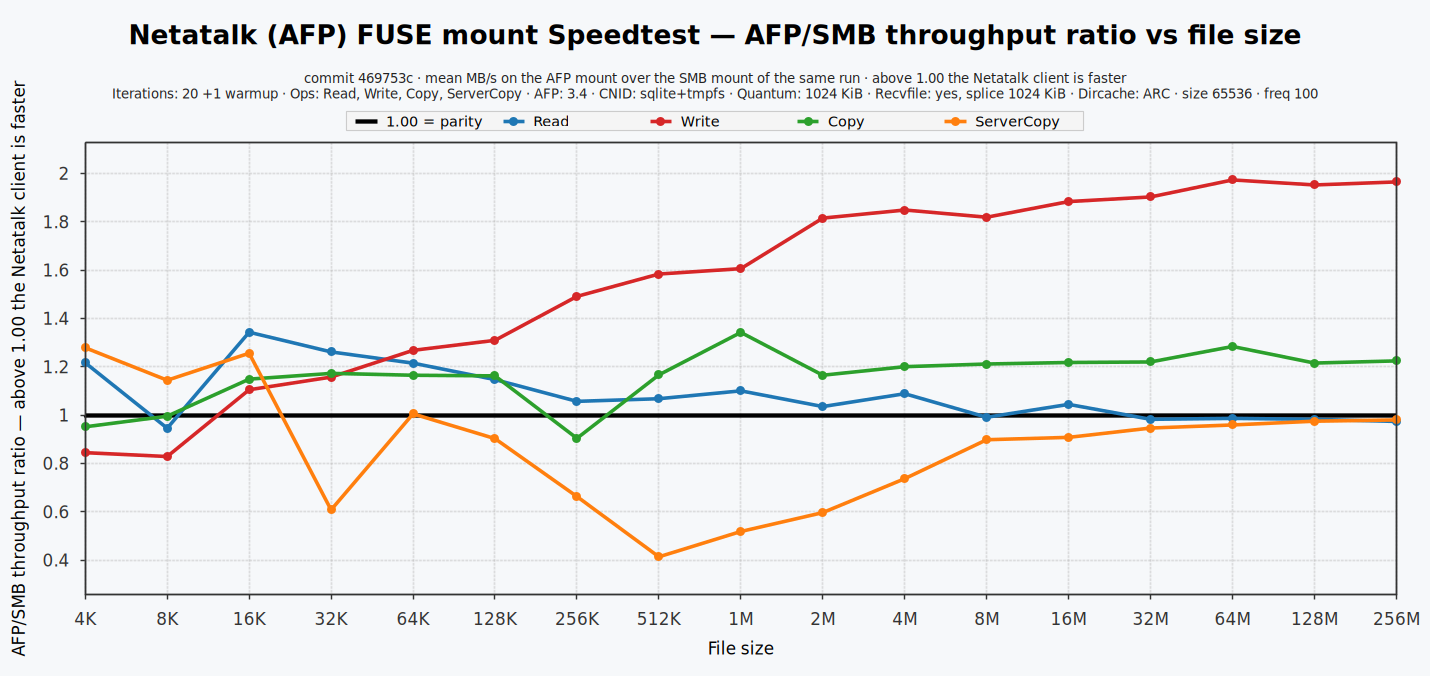 Netatalk (AFP) FUSE mount Speedtest — AFP/SMB throughput ratio vs file size
commit 469753c · mean MB/s on the AFP mount over the SMB mount of the same run · above 1.00 the Netatalk client is faster
Iterations: 20 +1 warmup · Ops: Read, Write, Copy, ServerCopy · AFP: 3.4 · CNID: sqlite+tmpfs · Quantum: 1024 KiB · Recvfile: yes, splice 1024 KiB · Dircache: ARC · size 65536 · freq 100
1.00 = parity Read Write Copy ServerCopy
AFP/SMB throughput ratio — above 1.00 the Netatalk client is faster
2
1.8
1.6
1.4
1.2
1
0.8
0.6
0.4
4K 8K 16K 32K 64K 128K 256K 512K 1M 2M 4M 8M 16M 32M 64M 128M 256M
File size